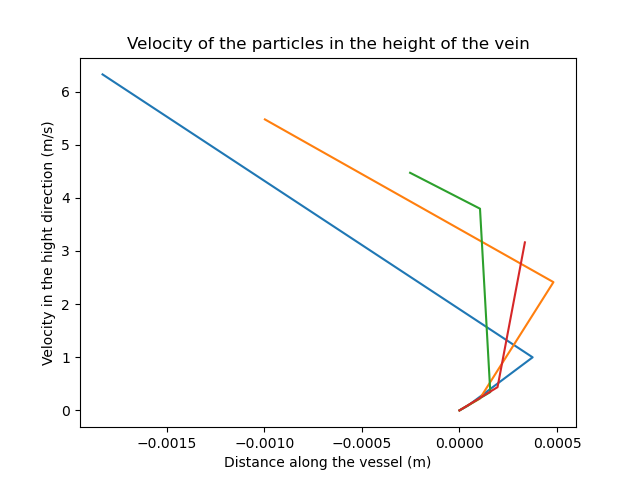 Velocity of the particles in the height of the vein
Velocity in the hight direction (m/s)
6
5
4
3
2
1
0
−0.0015 −0.0010 −0.0005 0.0000 0.0005
Distance along the vessel (m)